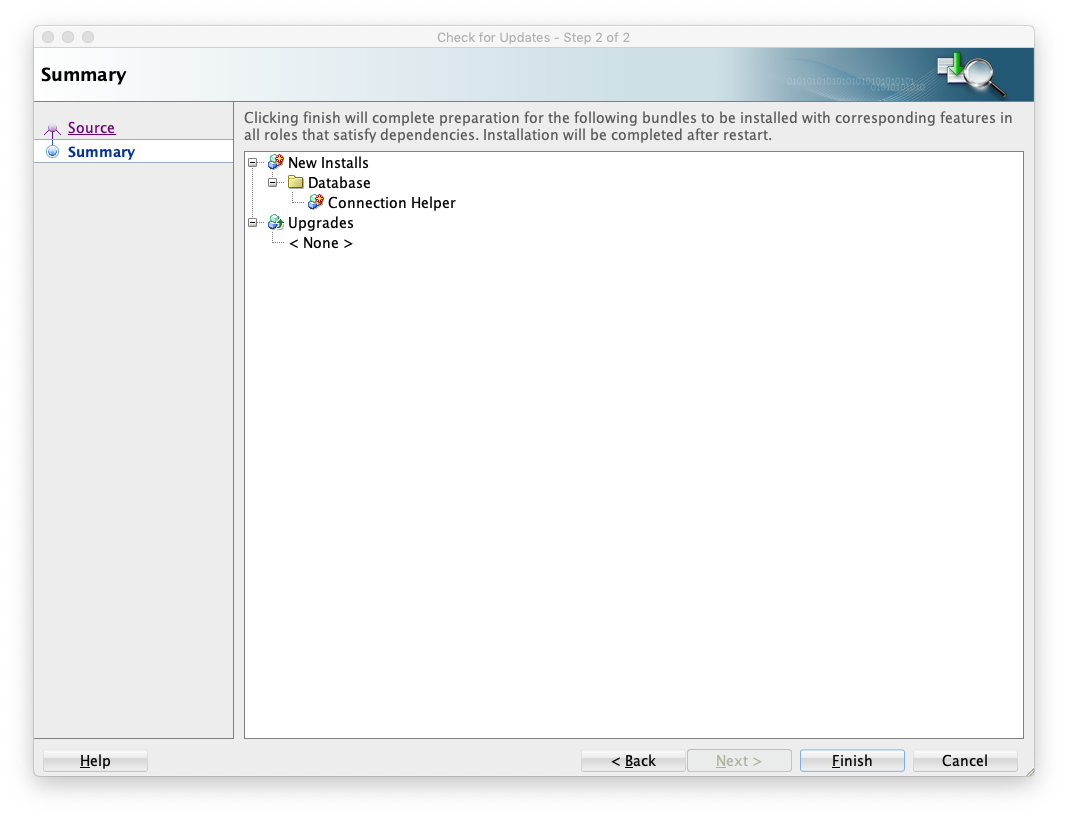 Check for Updates - Step 2 of 2
Summary
Source
Summary
Clicking finish will complete preparation for the following bundles to be installed with corresponding features in
all roles that satisfy dependencies. Installation will be completed after restart.
New Installs
Database
Connection Helper
Upgrades
< None >
Help
< Back
Next >
Finish
Cancel